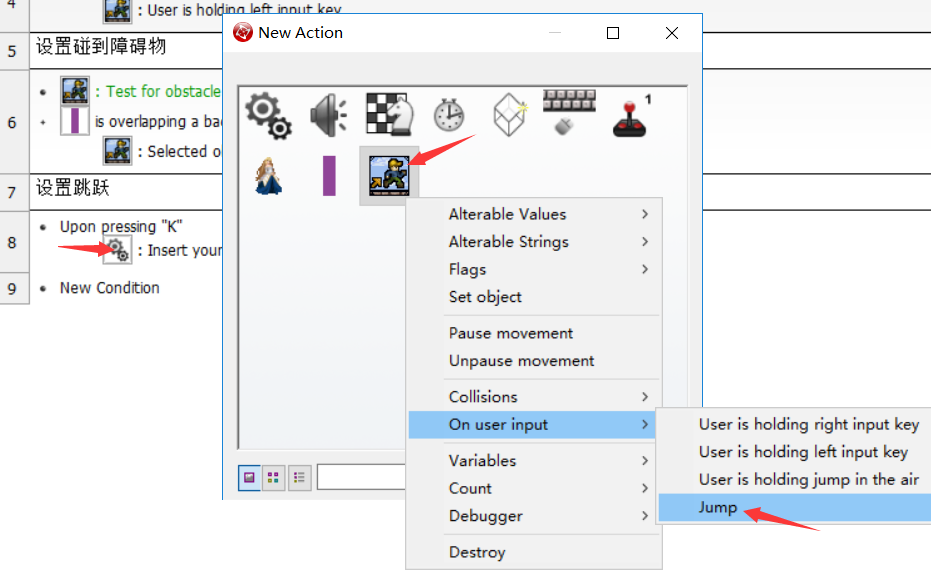 4
: User is holding left input key
5
设置碰到障碍物
6
: Test for obstacle
is overlapping a bac
: Selected o
7
设置跳跃
8
Upon pressing "K"
: Insert your
9
New Condition
New Action
1
Alterable Values
Alterable Strings
Flags
Set object
Pause movement
Unpause movement
Collisions
On user input
Variables
Count
Debugger
Destroy
User is holding right input key
User is holding left input key
User is holding jump in the air
Jump